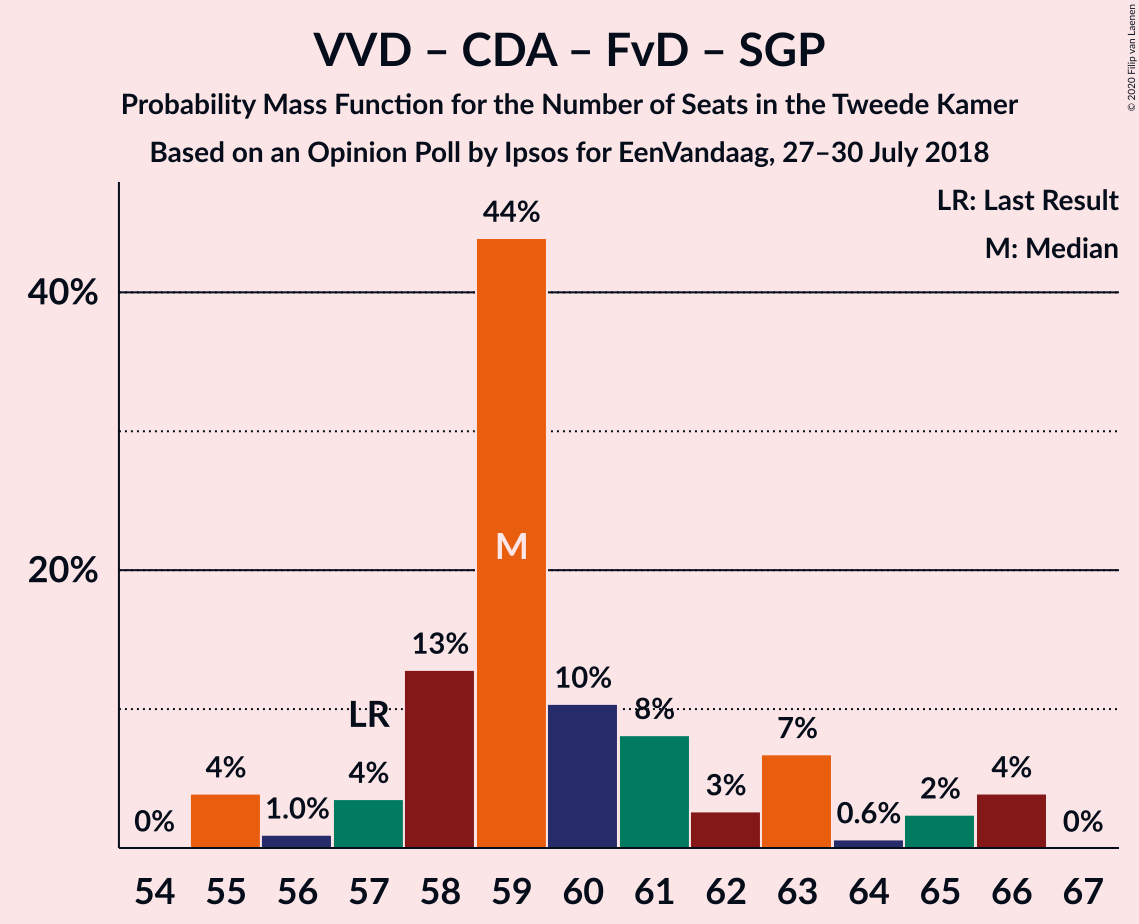 VVD – CDA – FvD – SGP
Probability Mass Function for the Number of Seats in the Tweede Kamer
Based on an Opinion Poll by Ipsos for EenVandaag, 27–30 July 2018
© 2020 Filip van Laenen
LR: Last Result
M: Median
44%
40%
M
20%
13%
10%
LR
8%
7%
4%
4%
3%
4%
0%
1.0%
0.6%
2%
0%
54 55 56 57 58 59 60 61 62 63 64 65 66 67